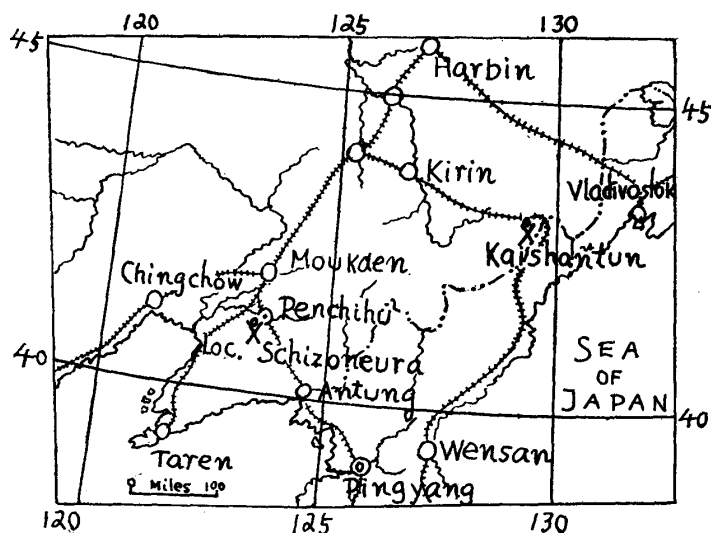 120 125 130
45
Harbin
45
Kirin
Vladivostok
Kaishantun
Moukden
Chingchow
Penchihu
Loc. Schizoneura
40
Antung
SEA
OF
JAPAN
40
Wensan
Taren
Pingyang
0 Miles 100
120 125 130